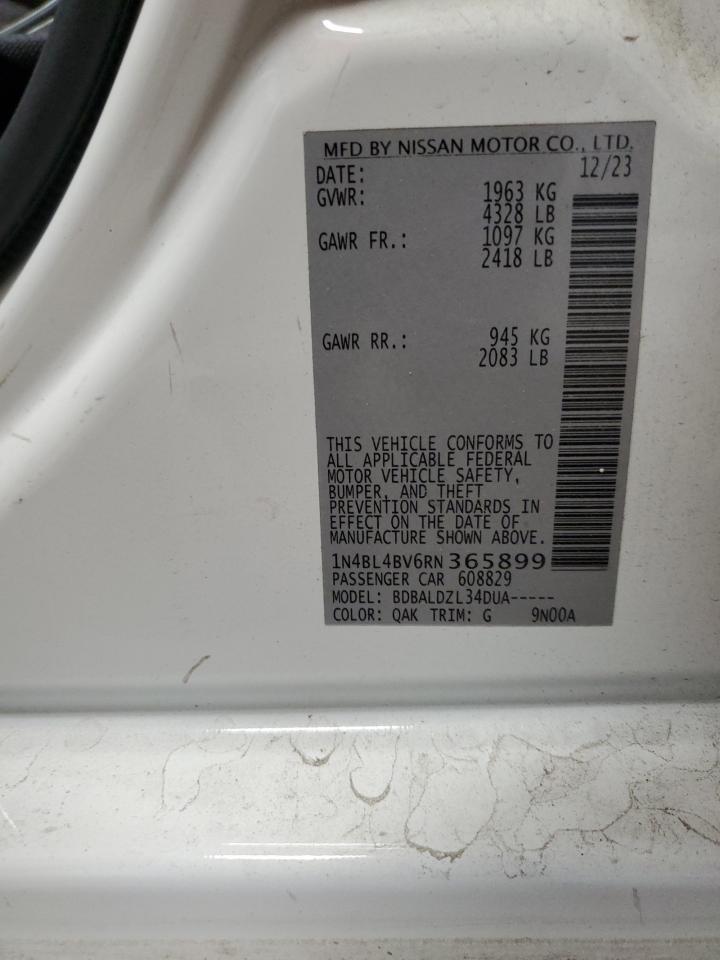 MFD BY NISSAN MOTOR CO., LTD.
DATE: 12/23
GVWR: 1963 KG
4328 LB
GAWR FR.: 1097 KG
2418 LB
GAWR RR.: 945 KG
2083 LB
THIS VEHICLE CONFORMS TO
ALL APPLICABLE FEDERAL
MOTOR VEHICLE SAFETY,
BUMPER, AND THEFT
PREVENTION STANDARDS IN
EFFECT ON THE DATE OF
MANUFACTURE SHOWN ABOVE.
1N4BL4BV6RN365899
PASSENGER CAR 608829
MODEL: BDBALDZL34DUA-----
COLOR: QAK TRIM: G 9N00A